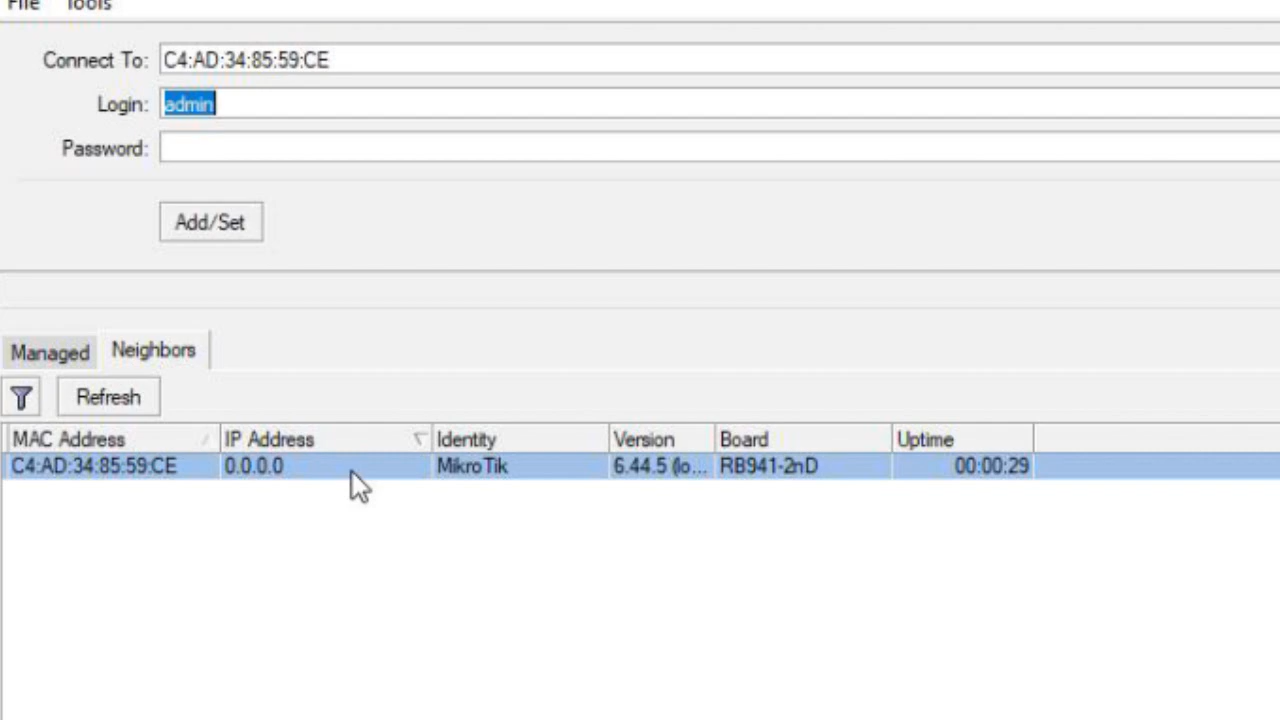 File Tools
Connect To: C4:AD:34:85:59:CE
Login: admin
Password:
Add/Set
Managed Neighbors
Refresh
MAC Address IP Address Identity Version Board Uptime
C4:AD:34:85:59:CE 0.0.0.0 MikroTik 6.44.5 (lo... RB941-2nD 00:00:29